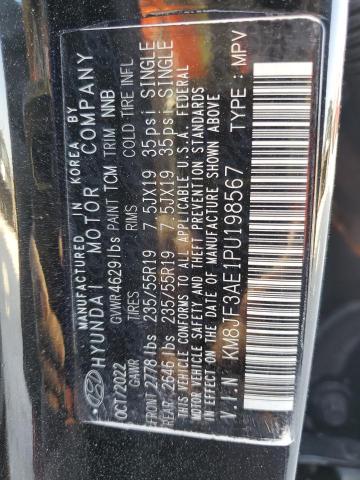 MANUFACTURED IN KOREA BY
HYUNDAI MOTOR COMPANY
OCT/2022 GVWR 4629 lbs PAINT TCM TRIM NNB
GAWR TIRES RIMS COLD TIRE INFL
FRONT 2778 lbs 235/55R19 7.5JX19 35psi SINGLE
REAR 2646 lbs 235/55R19 7.5JX19 35psi SINGLE
THIS VEHICLE CONFORMS TO ALL APPLICABLE U.S.A. FEDERAL
MOTOR VEHICLE SAFETY, BUMPER, AND THEFT PREVENTION STANDARDS IN
EFFECT ON THE DATE OF MANUFACTURE SHOWN ABOVE
V.I.N : KM8JF3AE1PU198567 TYPE : MPV